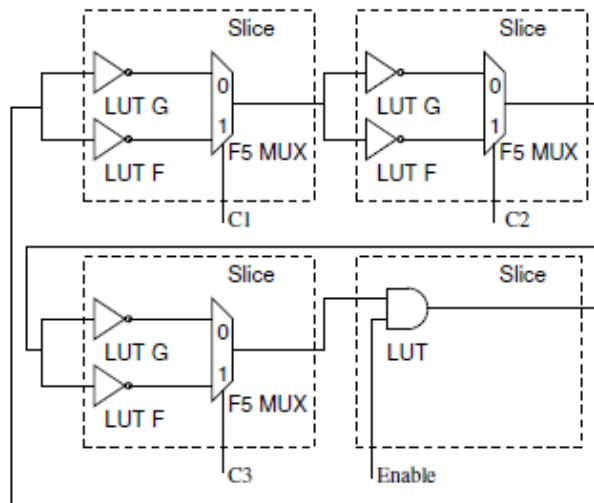 Slice
LUT G
0
1
LUT F
F5 MUX
C1
Slice
LUT G
0
1
LUT F
F5 MUX
C2
Slice
LUT G
0
1
LUT F
F5 MUX
C3
Slice
LUT
Enable